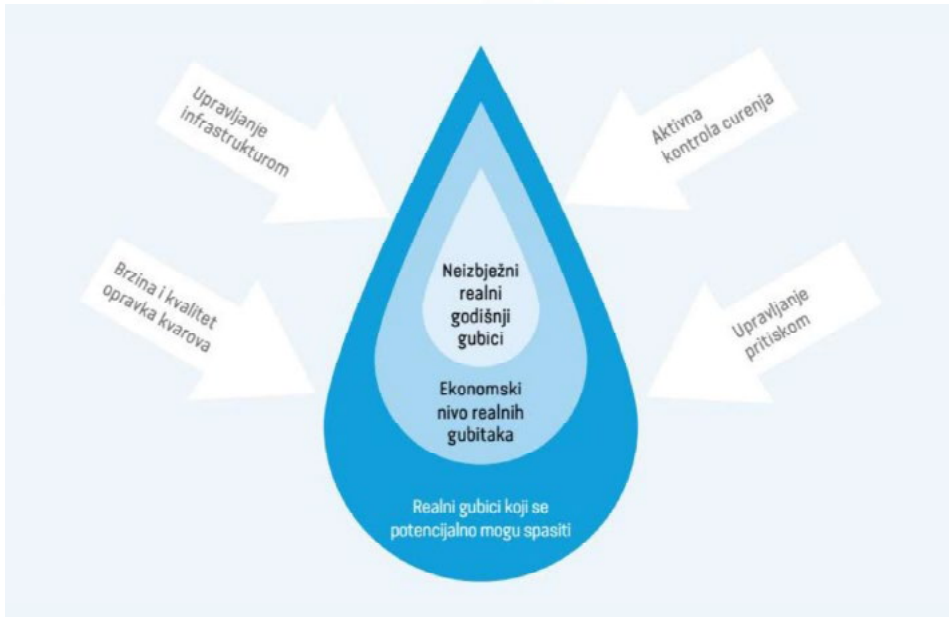 Upravljanje
infrastrukturom
Aktivna
kontrola curenja
Brzina i kvalitet
opravka kvarova
Upravljanje
pritiskom
Neizbježni
realni
godišnji
gubici
Ekonomski
nivo realnih
gubitaka
Realni gubici koji se
potencijalno mogu spasiti